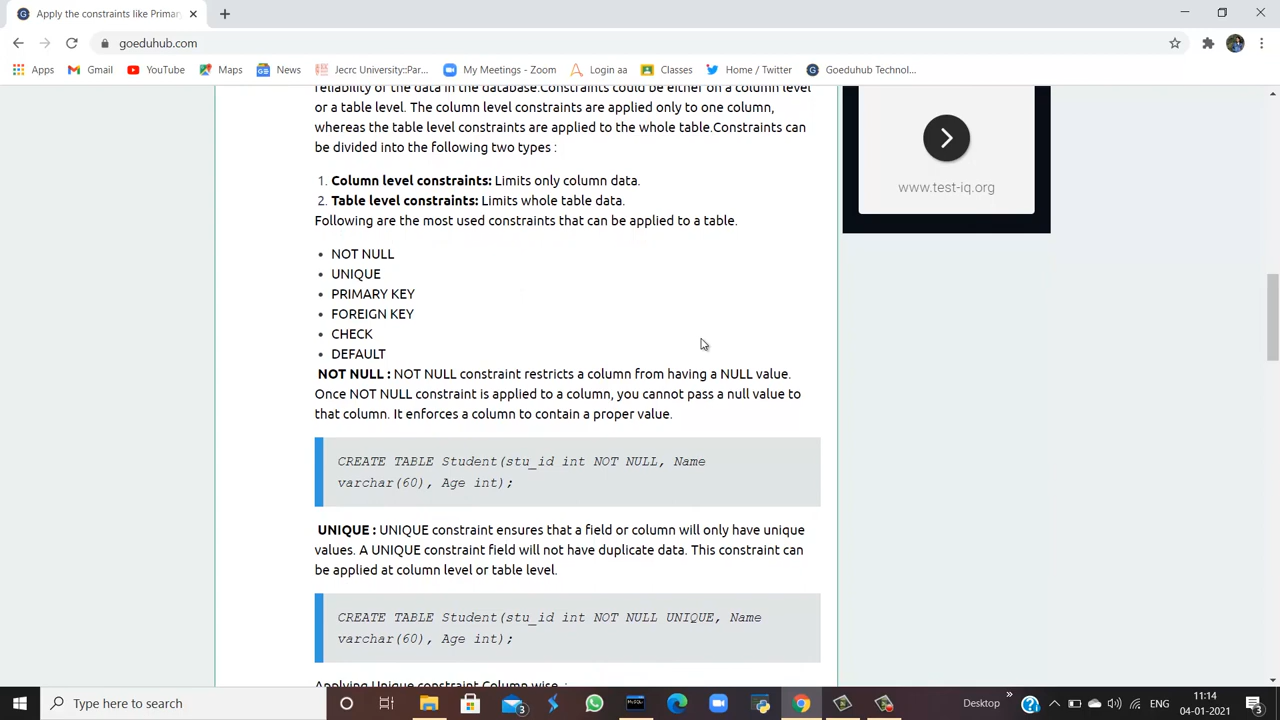 Apply the constraints like Primar
goeduhub.com
Apps
Gmail
YouTube
Maps
News
Jecrc University::Par...
My Meetings - Zoom
Login aa
Classes
Home / Twitter
Goeduhub Technol...
reliability of the data in the database.Constraints could be either on a column level
or a table level. The column level constraints are applied only to one column,
whereas the table level constraints are applied to the whole table.Constraints can
be divided into the following two types :
1. Column level constraints: Limits only column data.
2. Table level constraints: Limits whole table data.
Following are the most used constraints that can be applied to a table.
• NOT NULL
• UNIQUE
• PRIMARY KEY
• FOREIGN KEY
• CHECK
• DEFAULT
NOT NULL : NOT NULL constraint restricts a column from having a NULL value.
Once NOT NULL constraint is applied to a column, you cannot pass a null value to
that column. It enforces a column to contain a proper value.
CREATE TABLE Student(stu_id int NOT NULL, Name
varchar(60), Age int);
UNIQUE : UNIQUE constraint ensures that a field or column will only have unique
values. A UNIQUE constraint field will not have duplicate data. This constraint can
be applied at column level or table level.
CREATE TABLE Student(stu_id int NOT NULL UNIQUE, Name
varchar(60), Age int);
Applying Unique constraint Column wise :
www.test-iq.org
Type here to search
3
Desktop
»
ENG
11:14
04-01-2021
3